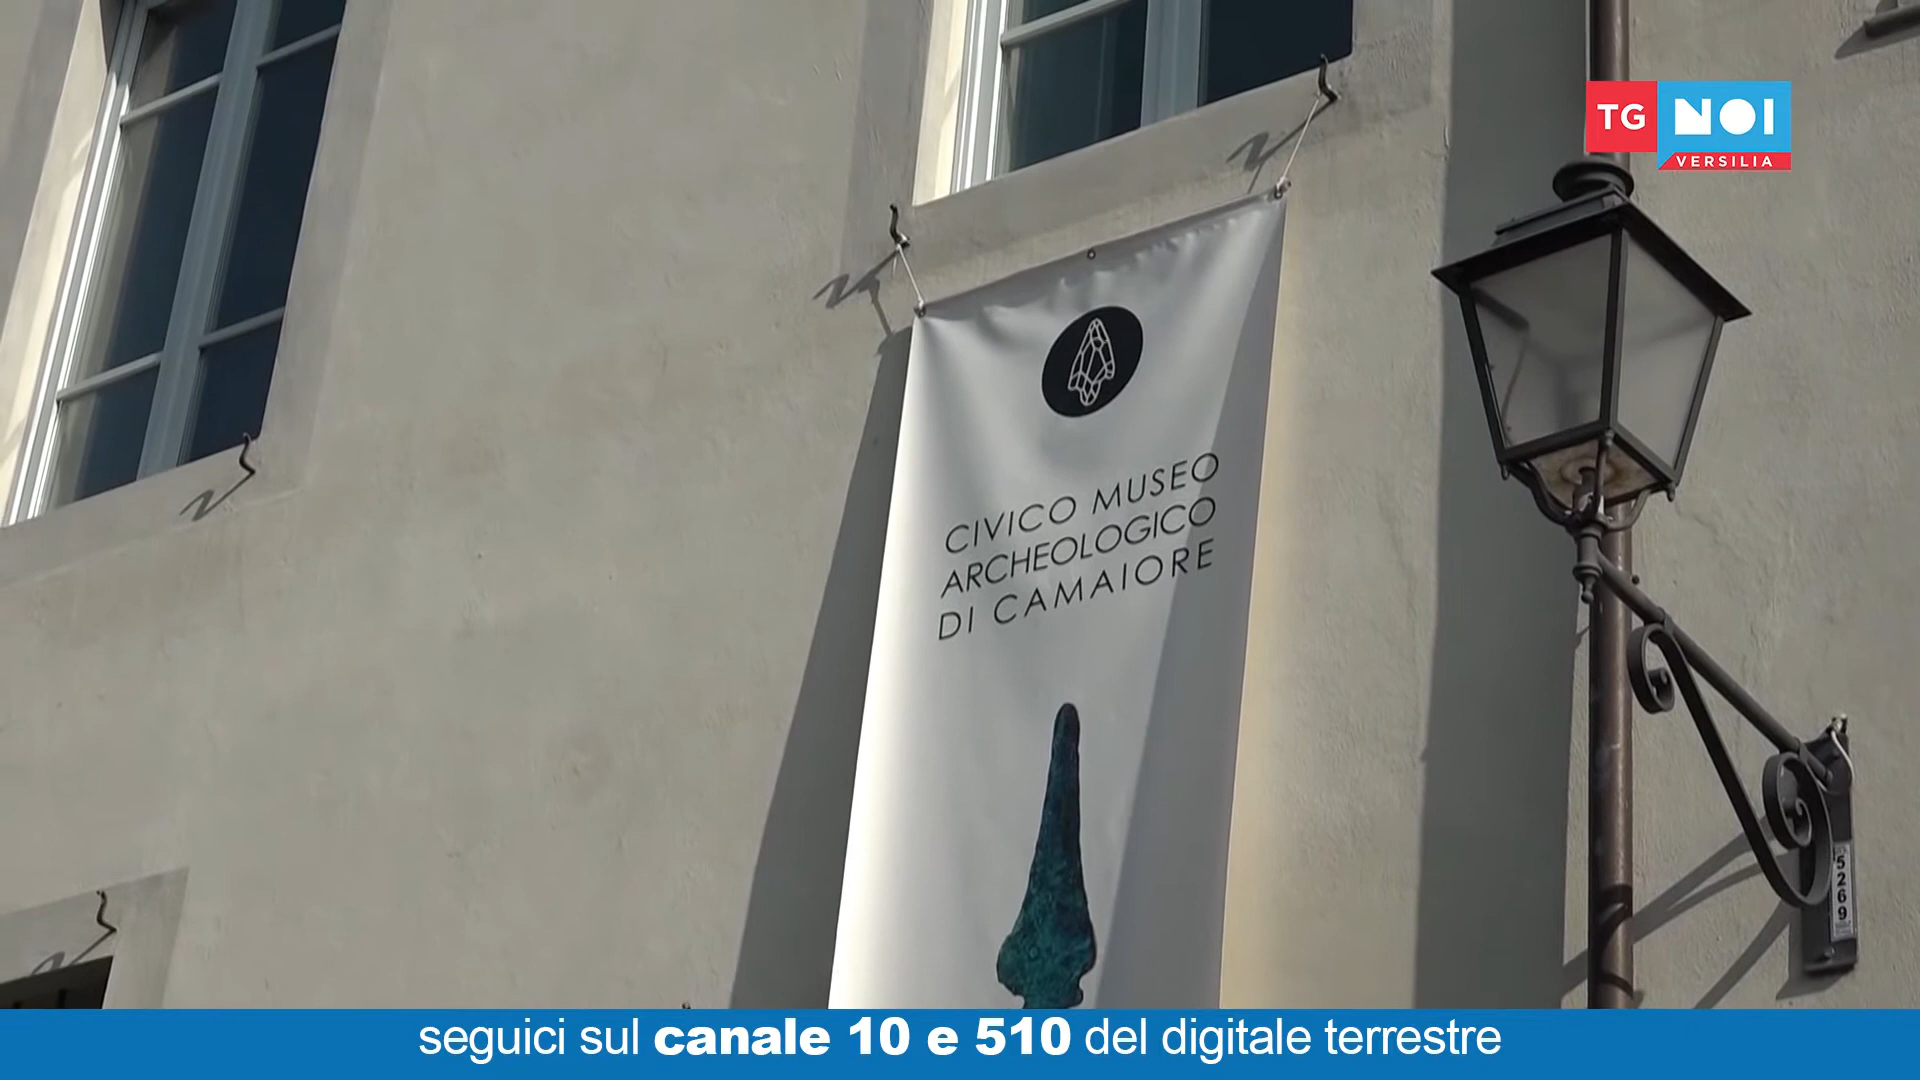 TG NOI
VERSILIA
CIVICO MUSEO
ARCHEOLOGICO
DI CAMAIORE
5269
seguici sul canale 10 e 510 del digitale terrestre